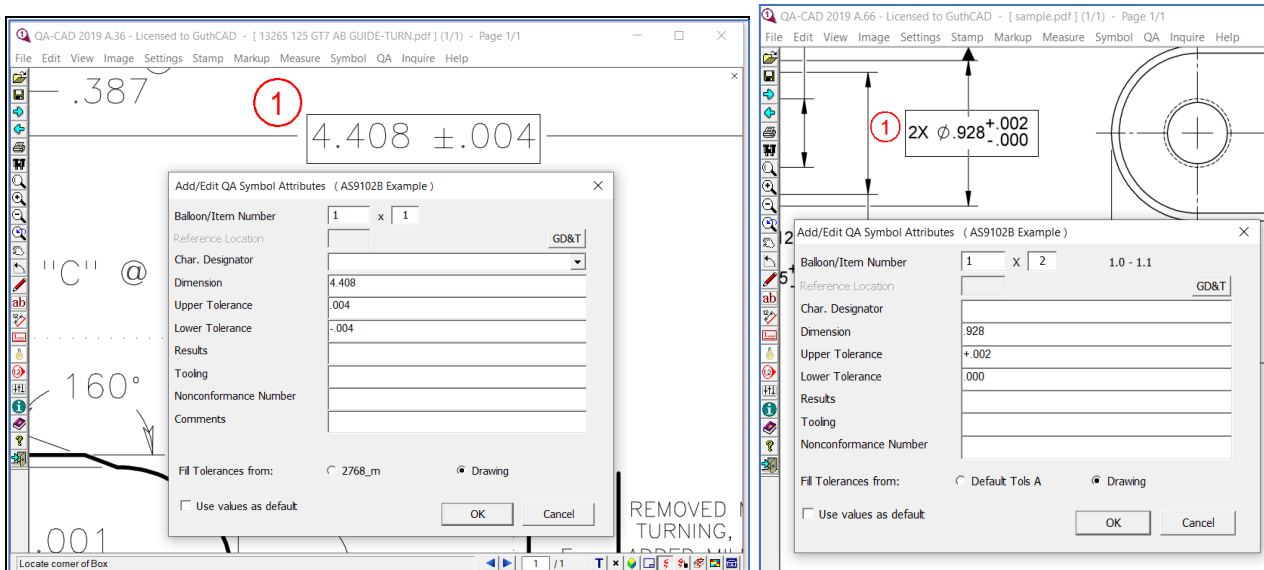 QA-CAD 2019 A.36 - Licensed to GuthCAD - [ 13265 125 GT7 AB GUIDE-TURN.pdf ] (1/1) - Page 1/1
File Edit View Image Settings Stamp Markup Measure Symbol QA Inquire Help
.387
1
4.408 ±.004
Add/Edit QA Symbol Attributes ( AS9102B Example )
Balloon/Item Number 1 x 1
Reference Location GD&T
Char. Designator
Dimension 4.408
Upper Tolerance .004
Lower Tolerance -.004
Results
Tooling
Nonconformance Number
Comments
Fill Tolerances from: 2768_m Drawing
Use values as default
OK Cancel
"C" @
160°
.001
REMOVED
TURNING,
ADDED
Locate corner of Box
1 /1
QA-CAD 2019 A.66 - Licensed to GuthCAD - [ sample.pdf ] (1/1) - Page 1/1
File Edit View Image Settings Stamp Markup Measure Symbol QA Inquire Help
1
2X Ø.928 +.002
-.000
Add/Edit QA Symbol Attributes ( AS9102B Example )
Balloon/Item Number 1 X 2 1.0 - 1.1
Reference Location GD&T
Char. Designator
Dimension .928
Upper Tolerance +.002
Lower Tolerance .000
Results
Tooling
Nonconformance Number
Fill Tolerances from: Default Tols A Drawing
Use values as default
OK Cancel